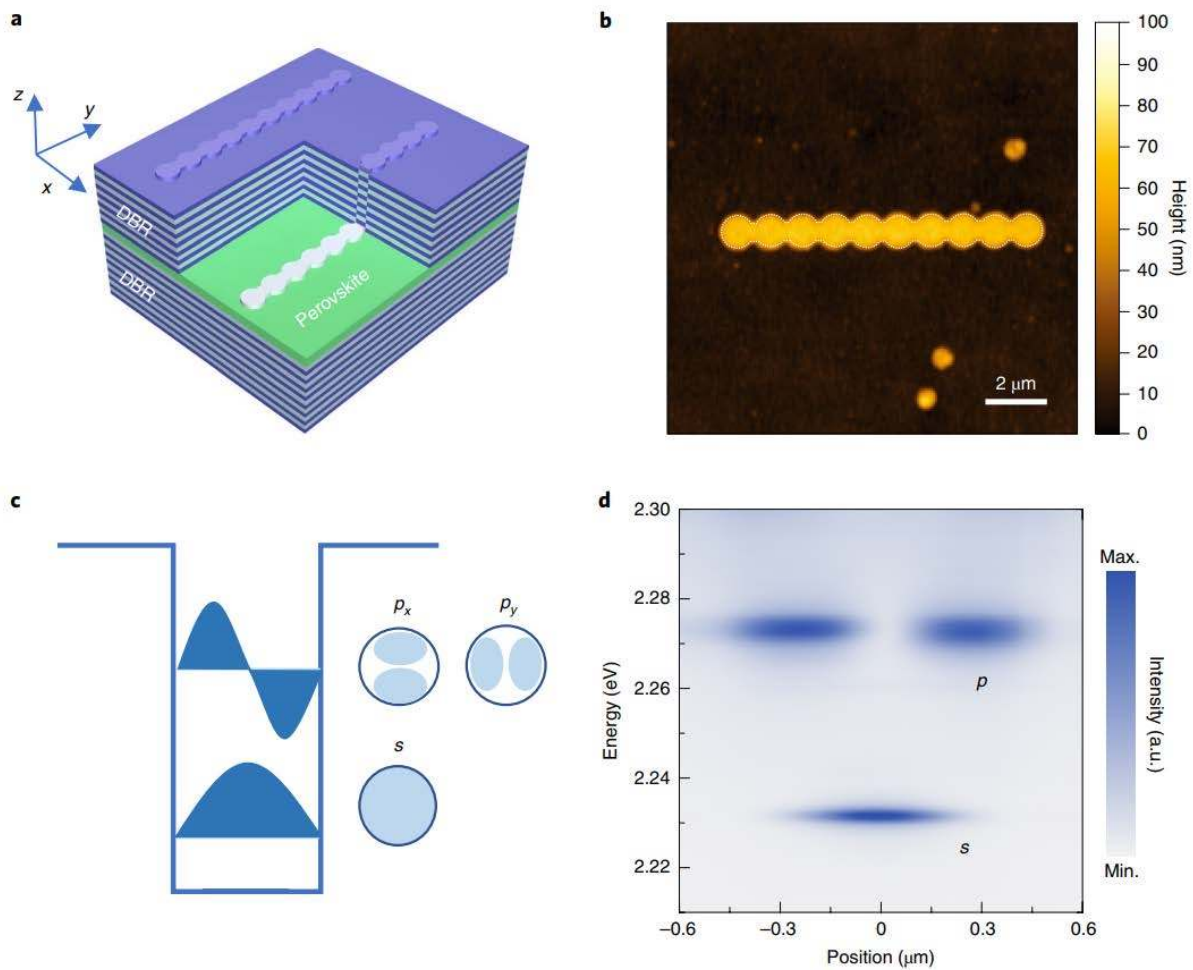 a
z
y
x
DBR
DBR
Perovskite
b
2 μm
100
90
80
70
60
50
40
30
20
10
0
Height (nm)
c
p_x
p_y
s
d
2.30
2.28
2.26
2.24
2.22
Energy (eV)
p
s
–0.6
–0.3
0
0.3
0.6
Position (μm)
Max.
Intensity (a.u.)
Min.